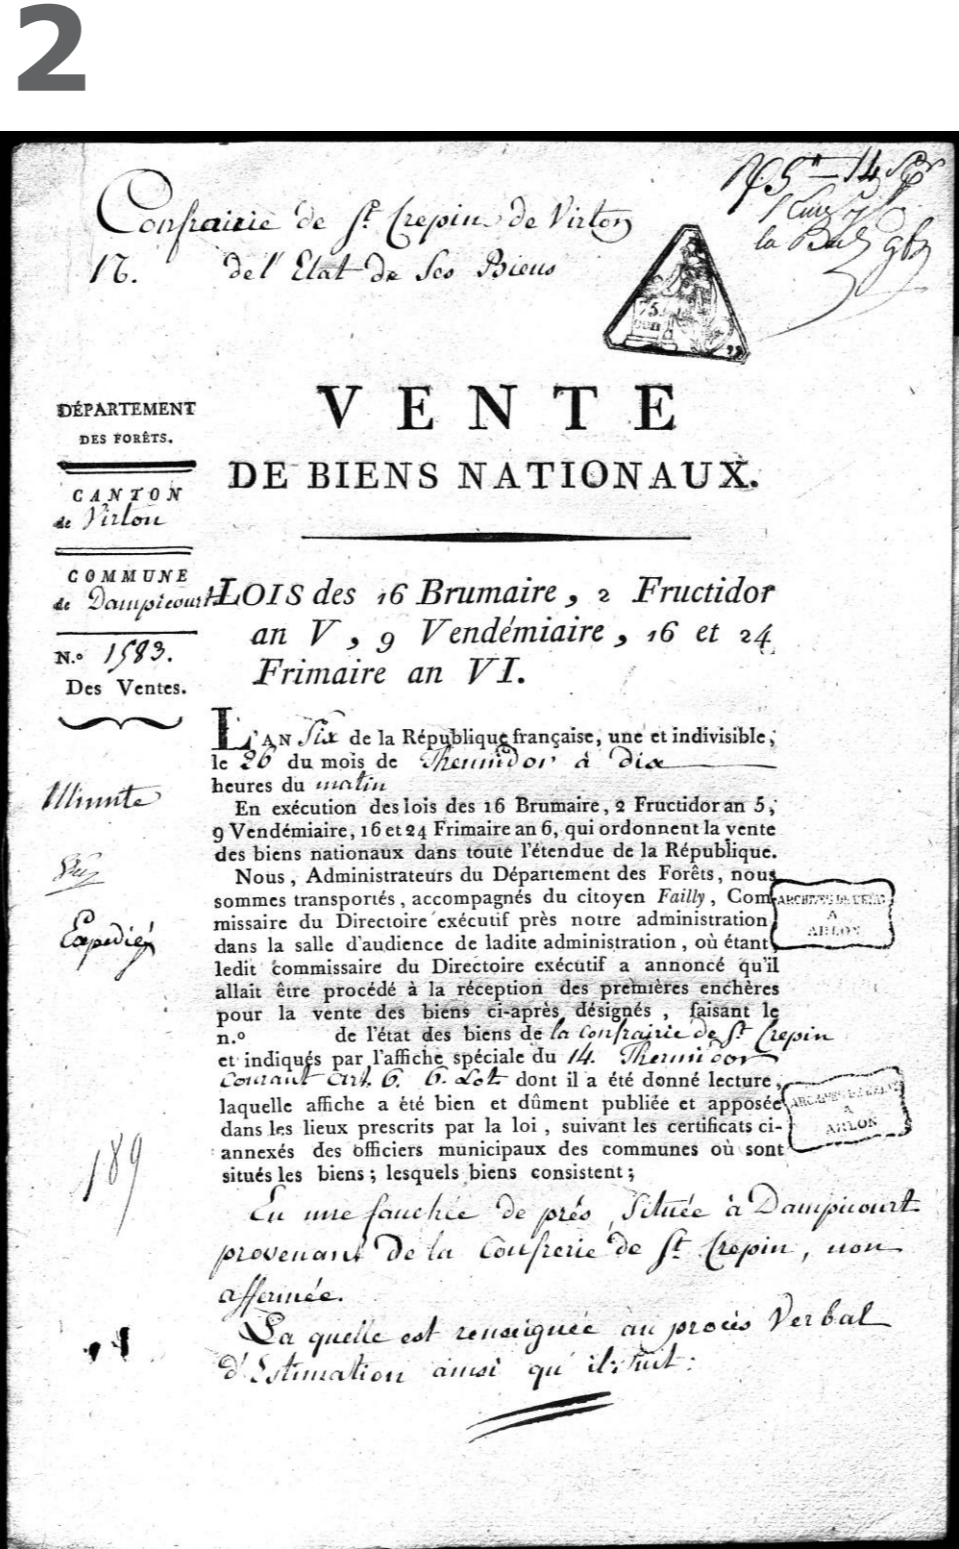 2
Confrairie de St. Crepin de Virton
de l'Etat de Ses Biens
75
VENTE
DE BIENS NATIONAUX.
DÉPARTEMENT
DES FORÊTS.
CANTON
de Virton
COMMUNE
de Dampicourt
N.º 1583.
Des Ventes.
Minute
Expedié
189
LOIS des 16 Brumaire, 2 Fructidor
an V, 9 Vendémiaire, 16 et 24
Frimaire an VI.
L'AN Six de la République française, une et indivisible,
le 26 du mois de Thermidor à dix
heures du matin
En exécution des lois des 16 Brumaire, 2 Fructidor an 5,
9 Vendémiaire, 16 et 24 Frimaire an 6, qui ordonnent la vente
des biens nationaux dans toute l'étendue de la République.
Nous, Administrateurs du Département des Forêts, nous
sommes transportés, accompagnés du citoyen Failly, Com-
missaire du Directoire exécutif près notre administration
dans la salle d'audience de ladite administration, où étant
ledit commissaire du Directoire exécutif a annoncé qu'il
allait être procédé à la réception des premières enchères
pour la vente des biens ci-après désignés, faisant le
n.º de l'état des biens de la Confrairie de St. Crepin
et indiqués par l'affiche spéciale du 14. Thermidor
Courant Art. 6. 6. Lot dont il a été donné lecture,
laquelle affiche a été bien et dûment publiée et apposée
dans les lieux prescrits par la loi, suivant les certificats ci-
annexés des officiers municipaux des communes où sont
situés les biens; lesquels biens consistent;
En une fauchée de prés, Située à Dampicourt
provenant de la Confrerie de St. Crepin, non
affermée.
La quelle est renseignée au procès Verbal
d'Estimation ainsi qu'il Suit:
ARCHIVES DE L'ETAT
A
ARLON
ARCHIVES DE L'ETAT
A
ARLON